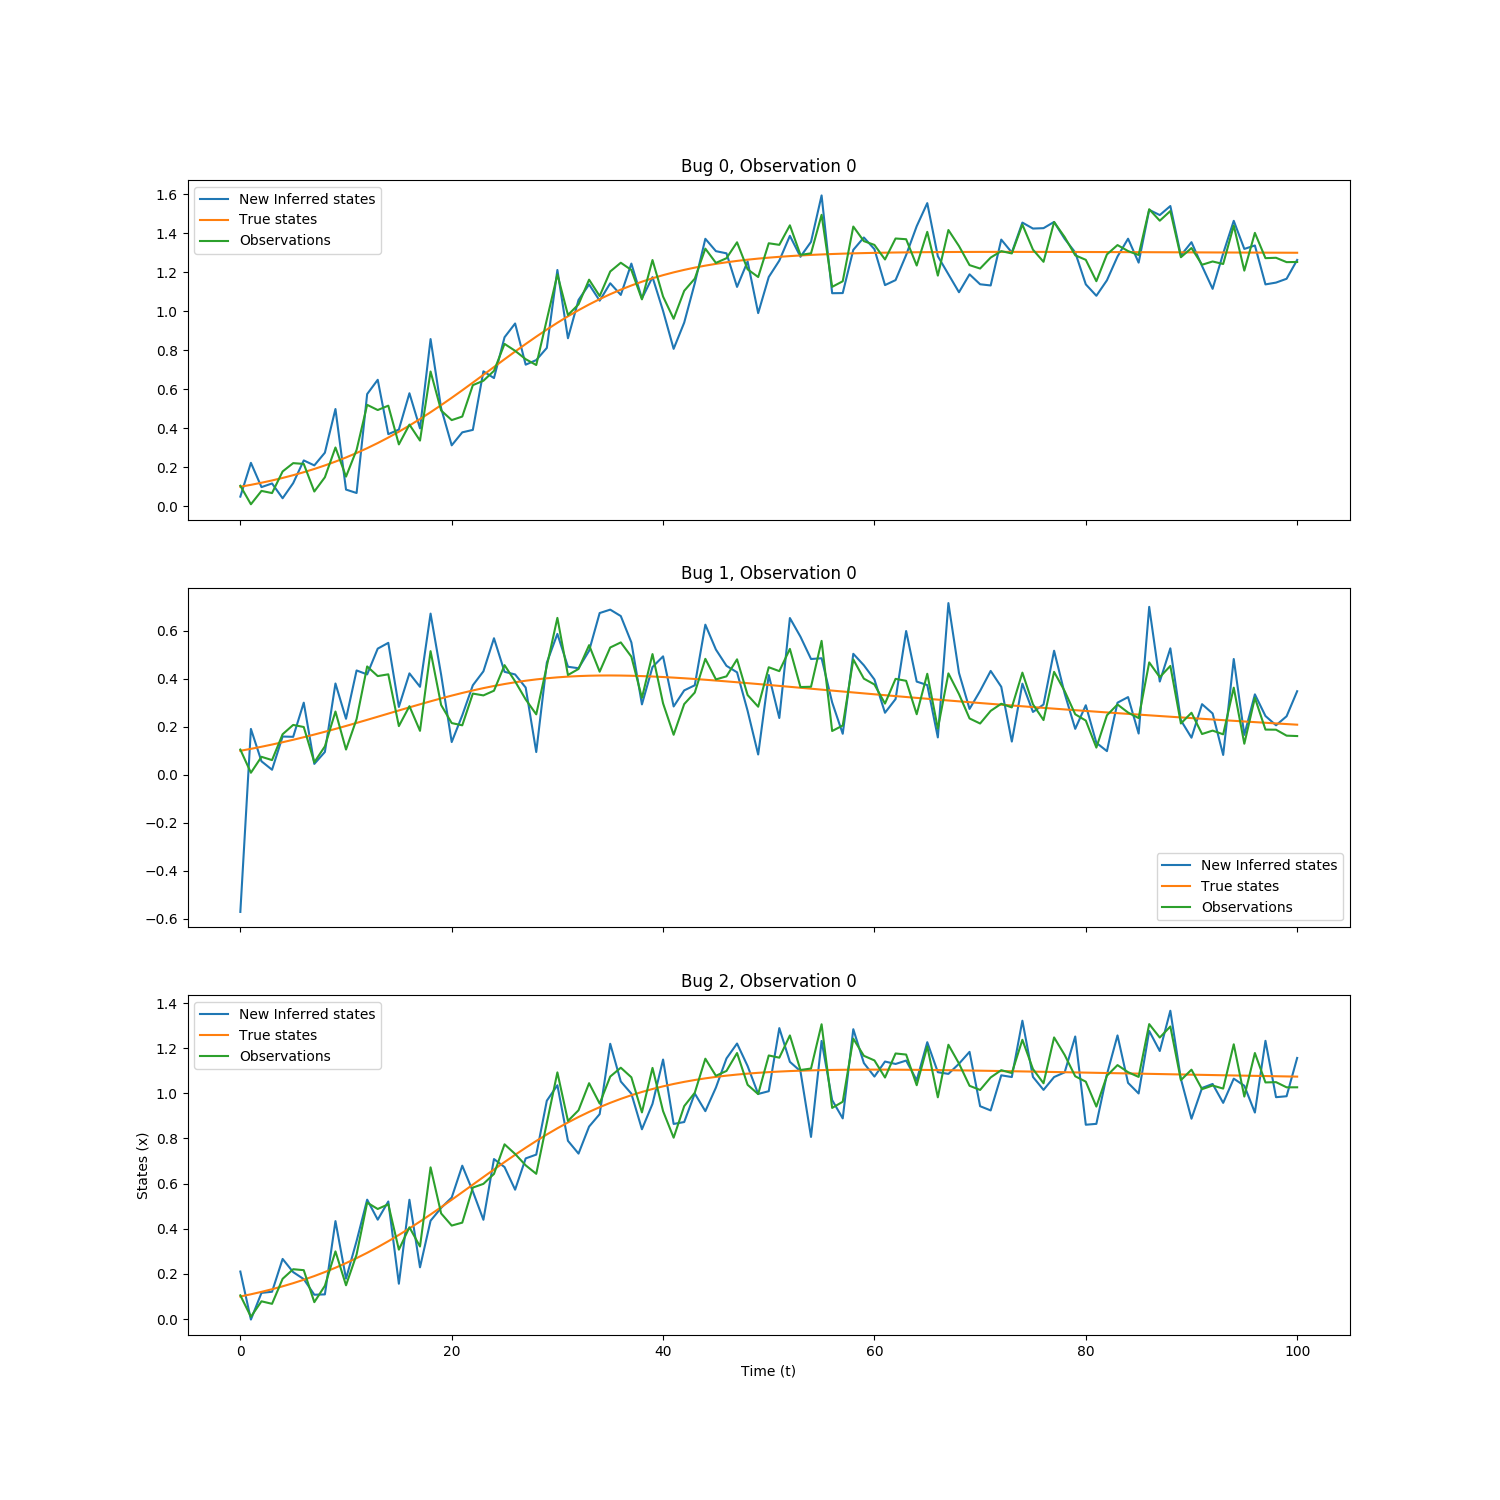 Bug 0, Observation 0
New Inferred states
True states
Observations
1.6
1.4
1.2
1.0
0.8
0.6
0.4
0.2
0.0
Bug 1, Observation 0
0.6
0.4
0.2
0.0
−0.2
−0.4
−0.6
New Inferred states
True states
Observations
Bug 2, Observation 0
New Inferred states
True states
Observations
1.4
1.2
1.0
0.8
0.6
0.4
0.2
0.0
States (x)
0 20 40 60 80 100
Time (t)